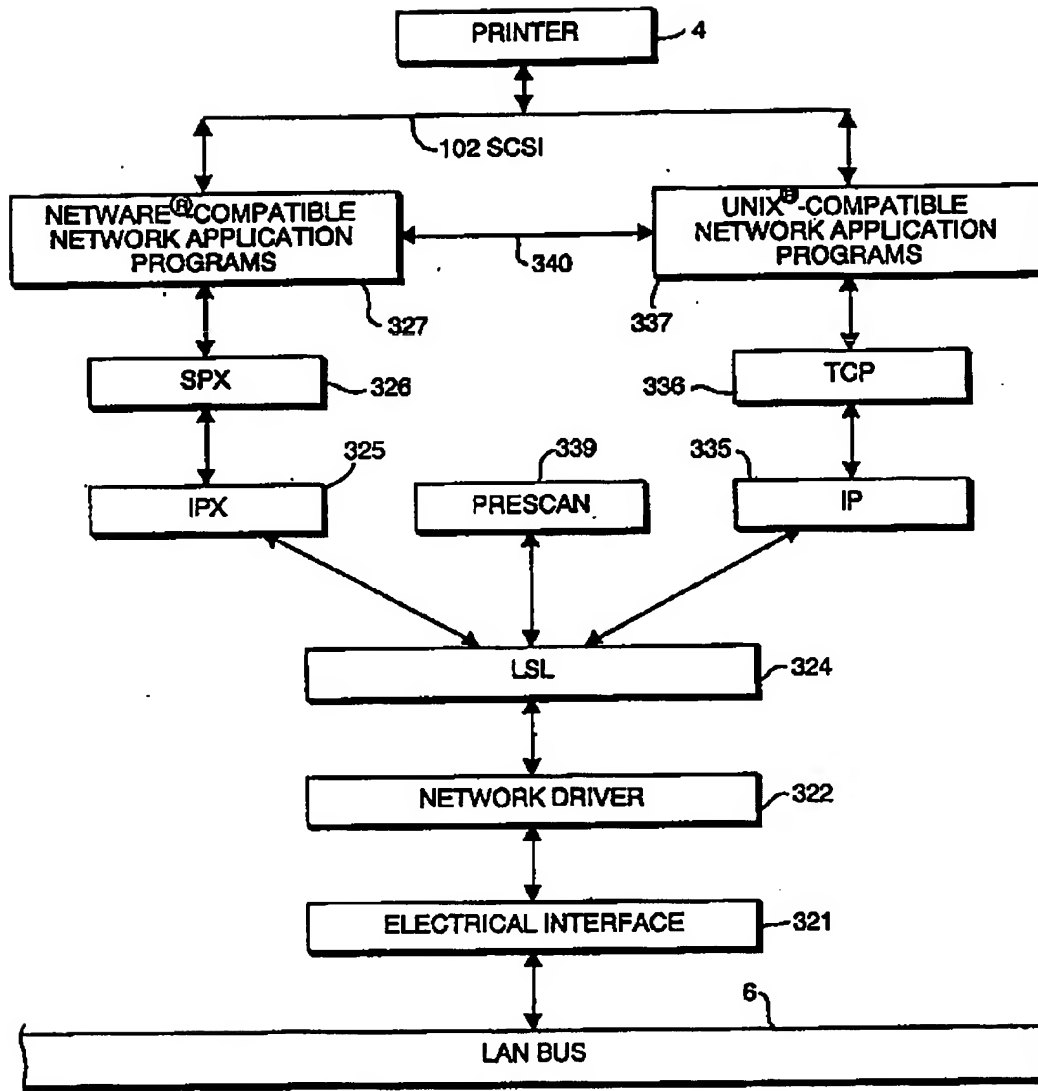 PRINTER
4
102 SCSI
NETWARE®-COMPATIBLE
NETWORK APPLICATION
PROGRAMS
327
340
UNIX®-COMPATIBLE
NETWORK APPLICATION
PROGRAMS
337
SPX
326
TCP
336
325
IPX
339
PRESCAN
335
IP
LSL
324
NETWORK DRIVER
322
ELECTRICAL INTERFACE
321
6
LAN BUS